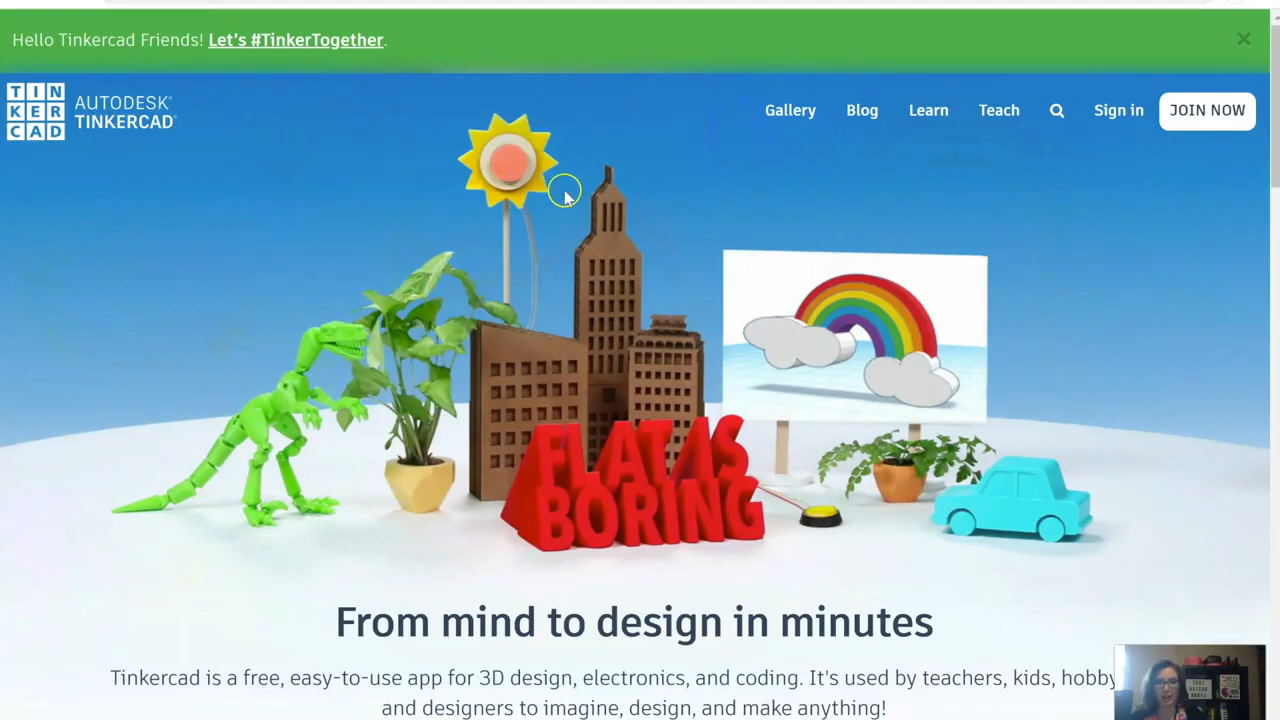 Hello Tinkercad Friends! Let's #TinkerTogether.
TIN
KER
CAD
AUTODESK®
TINKERCAD®
Gallery Blog Learn Teach Sign in JOIN NOW
FLAT IS
BORING
From mind to design in minutes
Tinkercad is a free, easy-to-use app for 3D design, electronics, and coding. It's used by teachers, kids, hobby
and designers to imagine, design, and make anything!